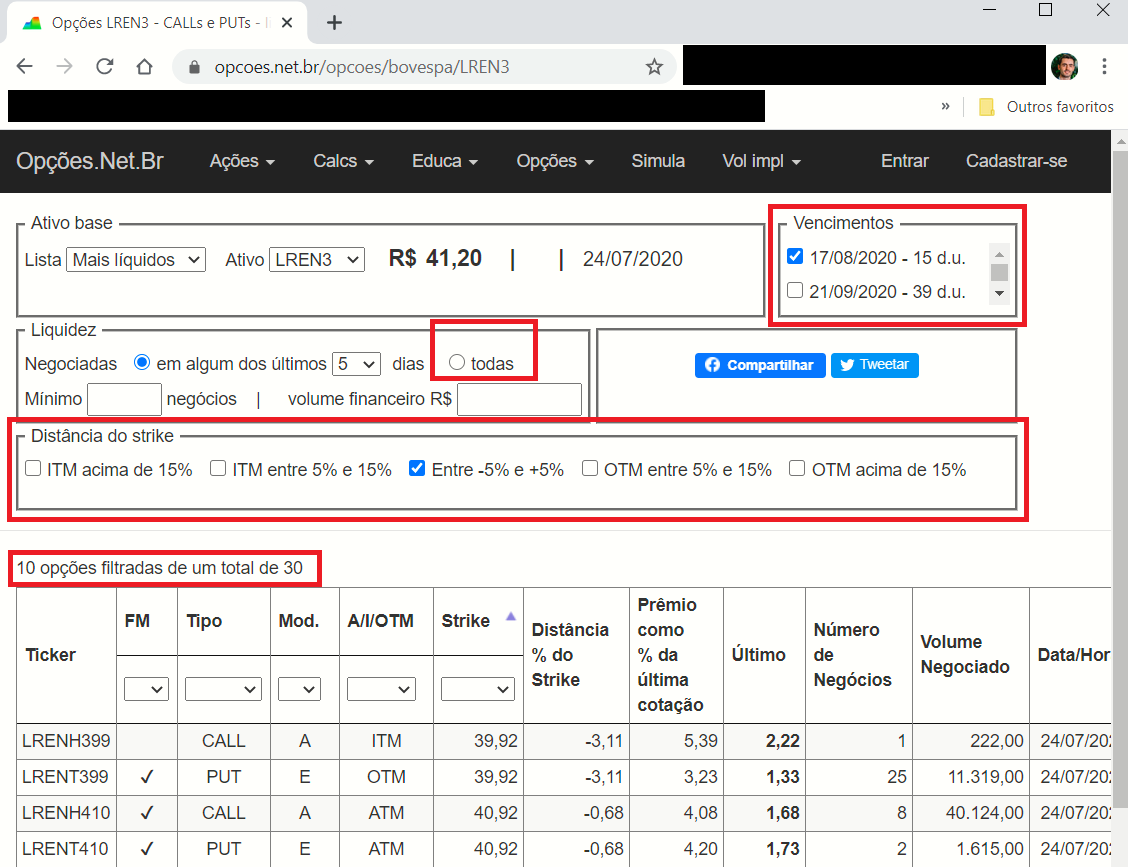 Opções LREN3 - CALLs e PUTs -
opcoes.net.br/opcoes/bovespa/LREN3
» Outros favoritos
Opções.Net.Br Ações Calcs Educa Opções Simula Vol impl Entrar Cadastrar-se
Ativo base
Lista Mais líquidos Ativo LREN3 R$ 41,20 | | 24/07/2020
Vencimentos
17/08/2020 - 15 d.u.
21/09/2020 - 39 d.u.
Liquidez
Negociadas em algum dos últimos 5 dias todas
Mínimo negócios | volume financeiro R$
Compartilhar Tweetar
Distância do strike
ITM acima de 15% ITM entre 5% e 15% Entre -5% e +5% OTM entre 5% e 15% OTM acima de 15%
10 opções filtradas de um total de 30
Ticker FM Tipo Mod. A/I/OTM Strike Distância % do Strike Prêmio como % da última cotação Último Número de Negócios Volume Negociado Data/Hor
LRENH399 CALL A ITM 39,92 -3,11 5,39 2,22 1 222,00 24/07/202
LRENT399 ✓ PUT E OTM 39,92 -3,11 3,23 1,33 25 11.319,00 24/07/202
LRENH410 ✓ CALL A ATM 40,92 -0,68 4,08 1,68 8 40.124,00 24/07/202
LRENT410 ✓ PUT E ATM 40,92 -0,68 4,20 1,73 2 1.615,00 24/07/202